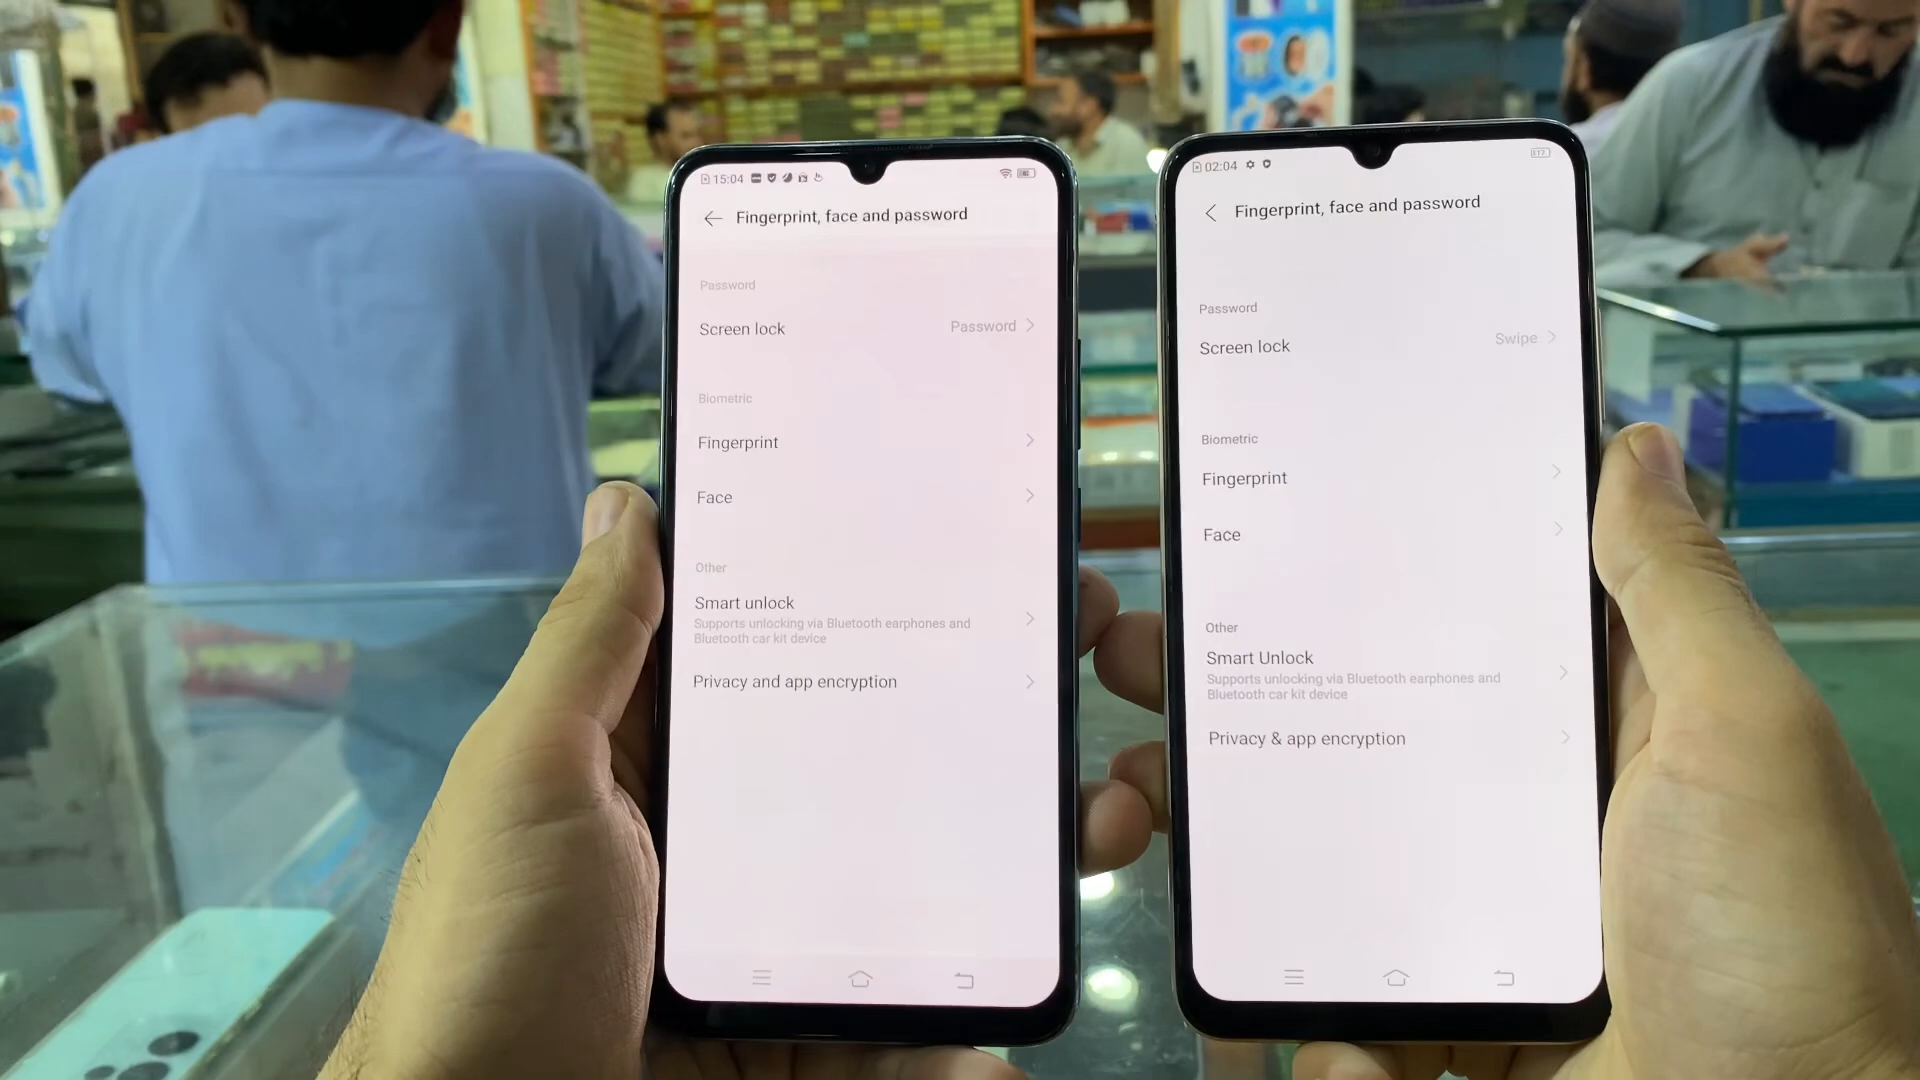 15:04
Fingerprint, face and password
Password
Screen lock
Password
Biometric
Fingerprint
Face
Other
Smart unlock
Supports unlocking via Bluetooth earphones and
Bluetooth car kit device
Privacy and app encryption
02:04
Fingerprint, face and password
Password
Screen lock
Swipe
Biometric
Fingerprint
Face
Other
Smart Unlock
Supports unlocking via Bluetooth earphones and
Bluetooth car kit device
Privacy & app encryption